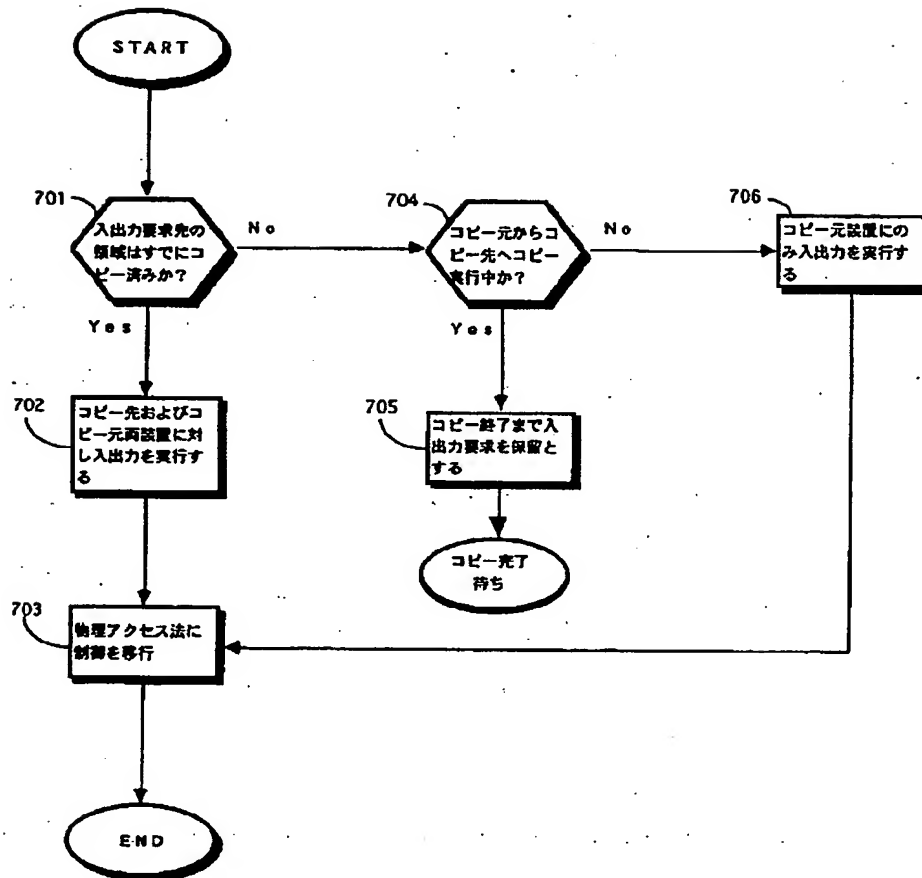 START
701
入出力要求先の
領域はすでにコ
ピー済みか？
No
704
コピー元からコ
ピー先へコピー
実行中か？
No
706
コピー元装置にの
み入出力を実行す
る
Yes
Yes
702
コピー先およびコ
ピー元両装置に対
し入出力を実行す
る
705
コピー終了まで入
出力要求を保留と
する
コピー完了
待ち
703
物理アクセス法に
制御を移行
END